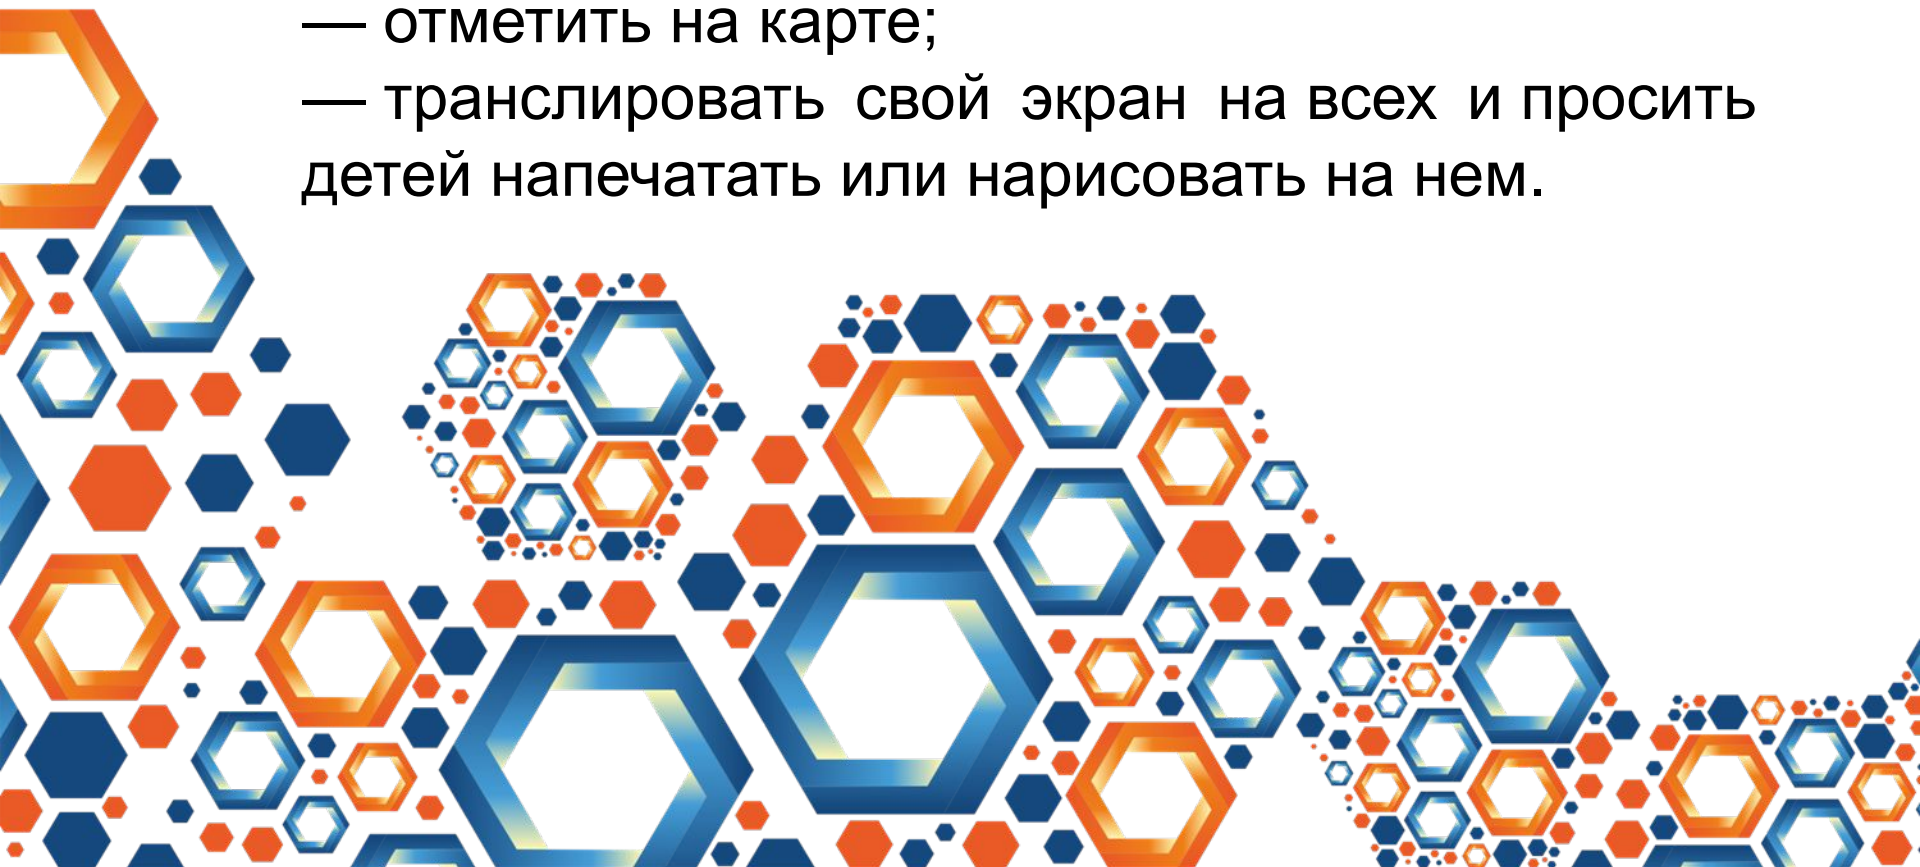 — отметить на карте;
— транслировать свой экран на всех и просить
детей напечатать или нарисовать на нем.